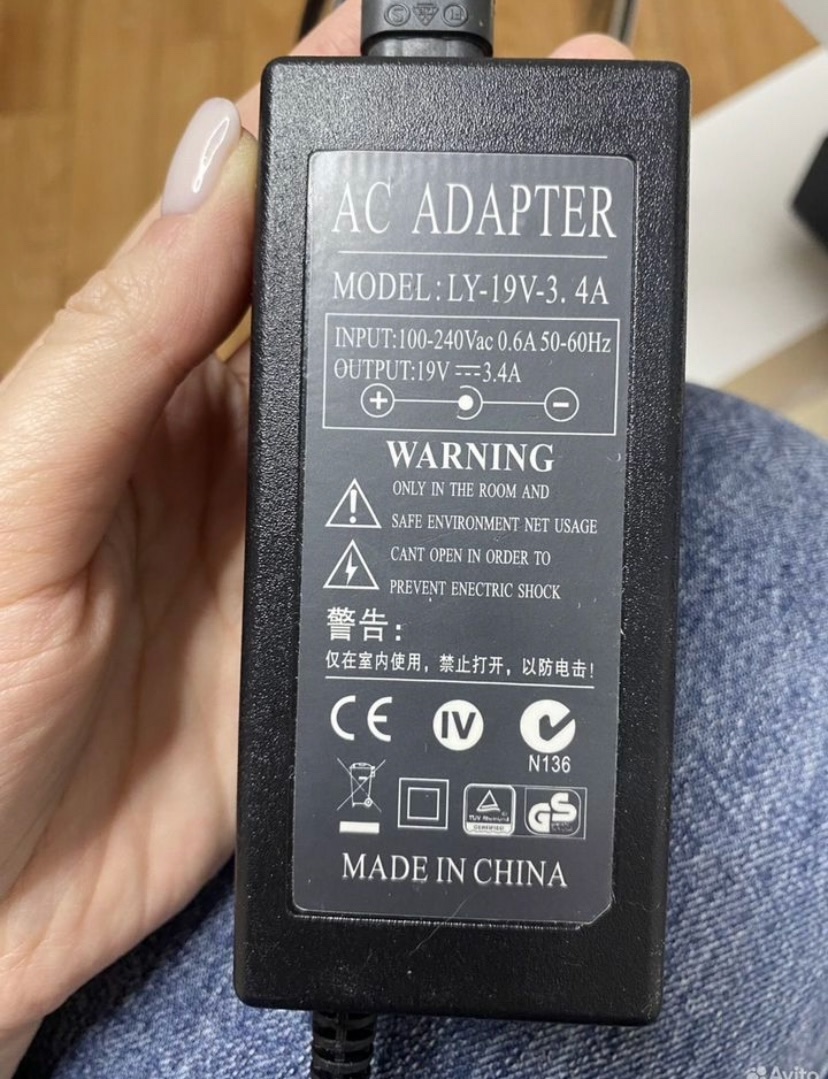 AC ADAPTER
MODEL:LY-19V-3.4A
INPUT:100-240Vac 0.6A 50-60Hz
OUTPUT:19V⎓3.4A
+ −
WARNING
ONLY IN THE ROOM AND
SAFE ENVIRONMENT NET USAGE
CANT OPEN IN ORDER TO
PREVENT ENECTRIC SHOCK
警告：
仅在室内使用，禁止打开，以防电击！
CE IV
N136
GS
MADE IN CHINA
Avito